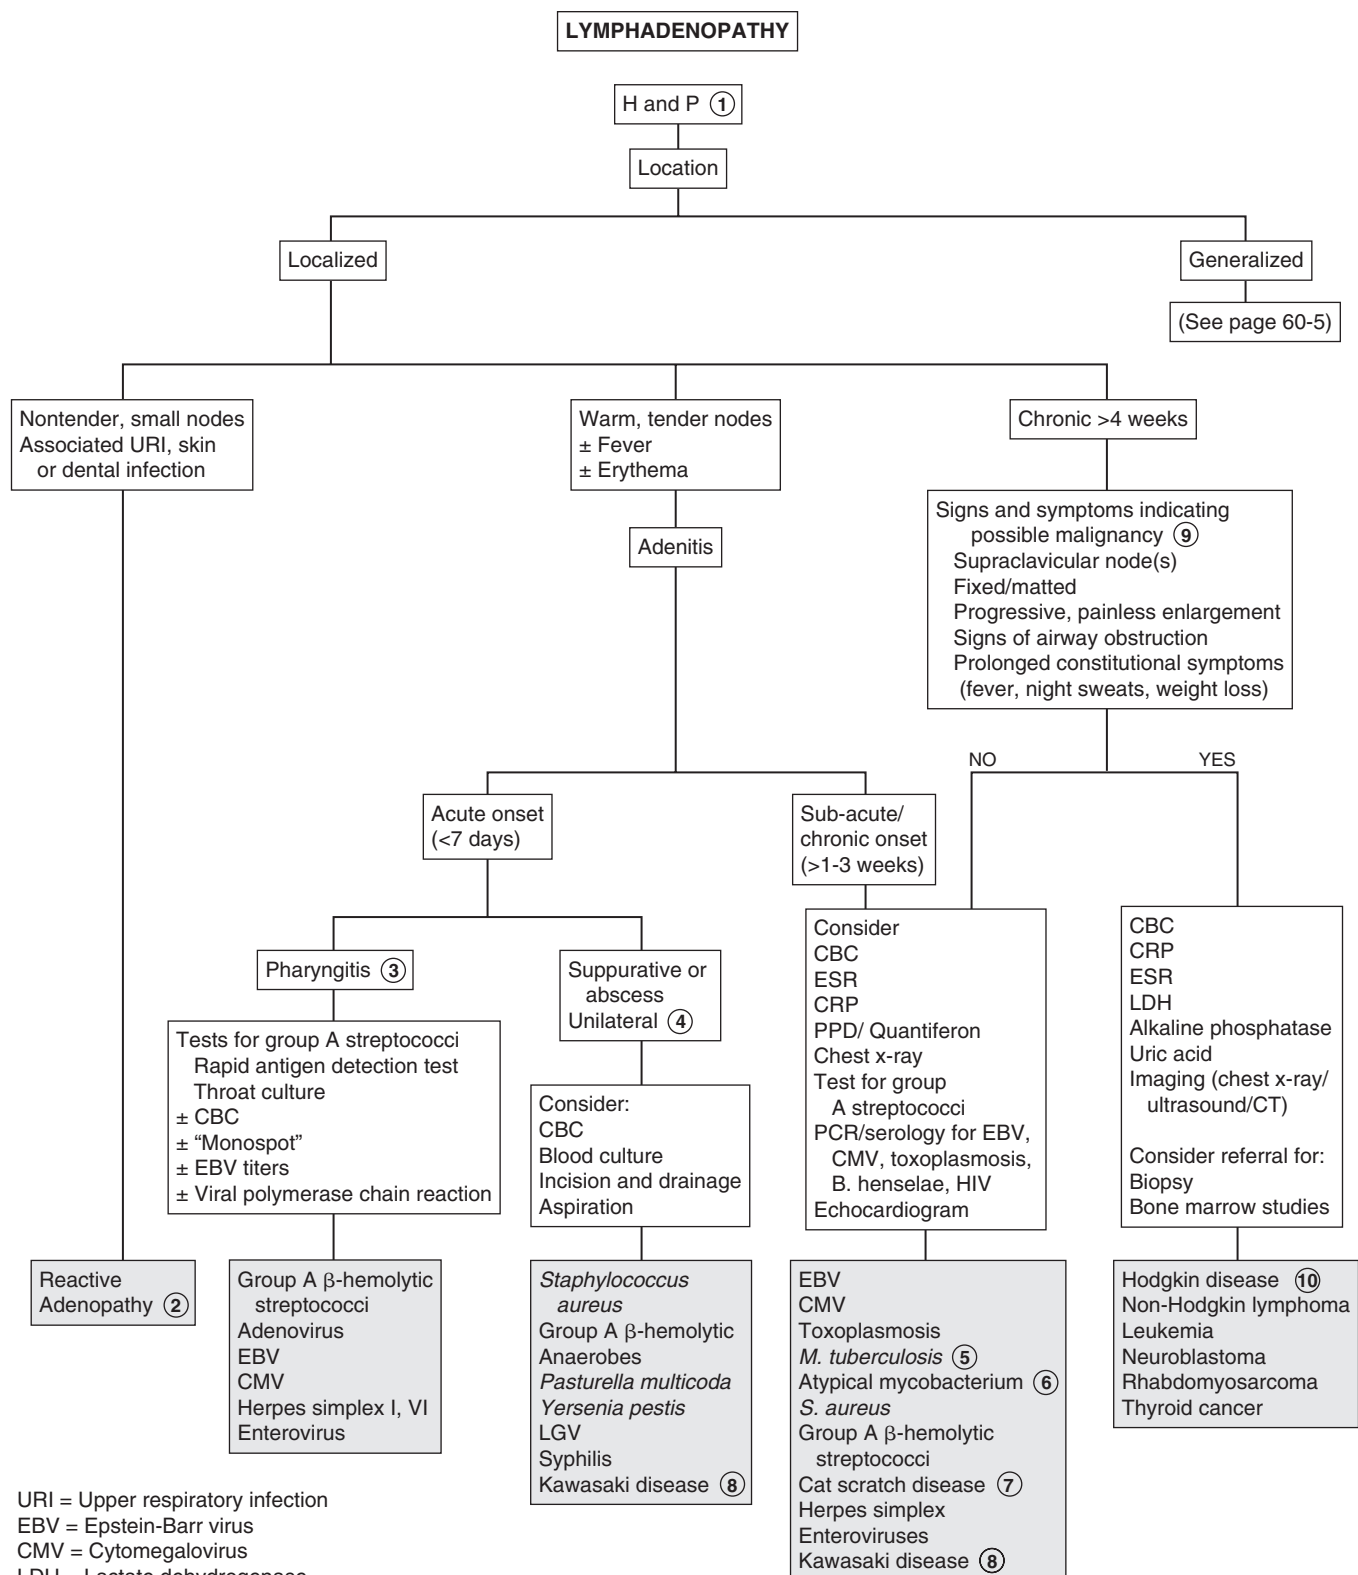 LYMPHADENOPATHY
H and P 1
Location
Localized
Generalized
(See page 60-5)
Nontender, small nodes
Associated URI, skin
or dental infection
Warm, tender nodes
± Fever
± Erythema
Chronic >4 weeks
Adenitis
Signs and symptoms indicating
possible malignancy 9
Supraclavicular node(s)
Fixed/matted
Progressive, painless enlargement
Signs of airway obstruction
Prolonged constitutional symptoms
(fever, night sweats, weight loss)
NO
YES
Acute onset
(<7 days)
Sub-acute/
chronic onset
(>1-3 weeks)
Pharyngitis 3
Suppurative or
abscess
Unilateral 4
Tests for group A streptococci
Rapid antigen detection test
Throat culture
± CBC
± “Monospot”
± EBV titers
± Viral polymerase chain reaction
Consider:
CBC
Blood culture
Incision and drainage
Aspiration
Consider
CBC
ESR
CRP
PPD/ Quantiferon
Chest x-ray
Test for group
A streptococci
PCR/serology for EBV,
CMV, toxoplasmosis,
B. henselae, HIV
Echocardiogram
CBC
CRP
ESR
LDH
Alkaline phosphatase
Uric acid
Imaging (chest x-ray/
ultrasound/CT)
Consider referral for:
Biopsy
Bone marrow studies
Reactive
Adenopathy 2
Group A β-hemolytic
streptococci
Adenovirus
EBV
CMV
Herpes simplex I, VI
Enterovirus
Staphylococcus
aureus
Group A β-hemolytic
Anaerobes
Pasturella multicoda
Yersenia pestis
LGV
Syphilis
Kawasaki disease 8
EBV
CMV
Toxoplasmosis
M. tuberculosis 5
Atypical mycobacterium 6
S. aureus
Group A β-hemolytic
streptococci
Cat scratch disease 7
Herpes simplex
Enteroviruses
Kawasaki disease 8
Hodgkin disease 10
Non-Hodgkin lymphoma
Leukemia
Neuroblastoma
Rhabdomyosarcoma
Thyroid cancer
URI = Upper respiratory infection
EBV = Epstein-Barr virus
CMV = Cytomegalovirus
LDH = Lactate dehydrogenase